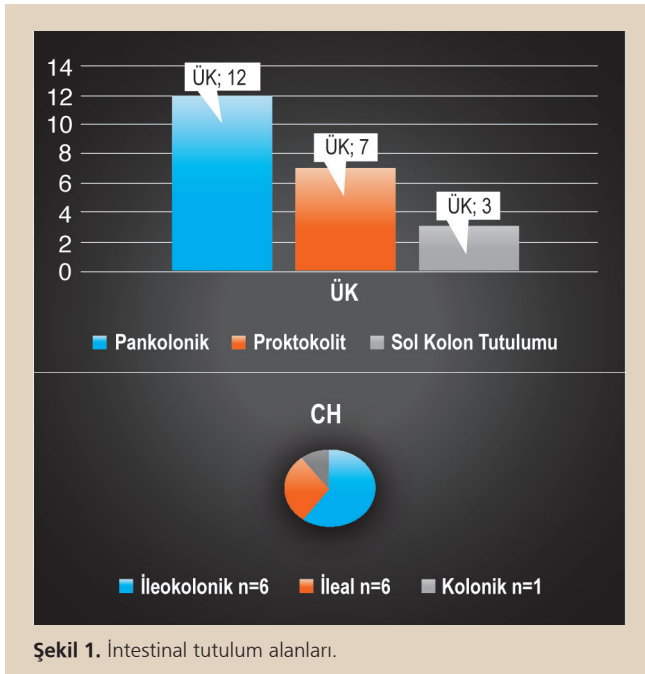 14
12
10
8
6
4
2
0
ÜK; 12
ÜK; 7
ÜK; 3
ÜK
Pankolonik Proktokolit Sol Kolon Tutulumu
CH
İleokolonik n=6 İleal n=6 Kolonik n=1
Şekil 1. İntestinal tutulum alanları.